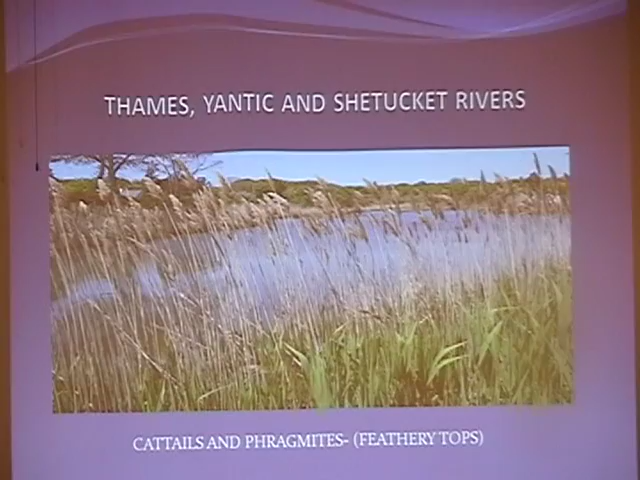 THAMES, YANTIC AND SHETUCKET RIVERS
CATTAILS AND PHRAGMITES- (FEATHERY TOPS)